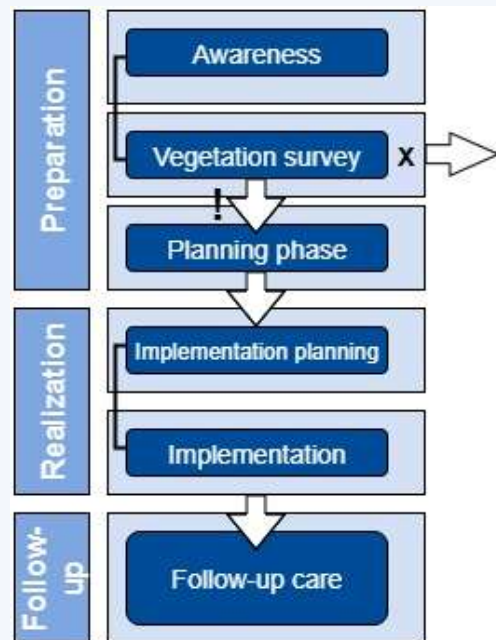 Preparation
Awareness
Vegetation survey x
!
Planning phase
Realization
Implementation planning
Implementation
Follow-
up
Follow-up care